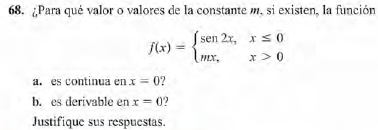 68. ¿Para qué valor o valores de la constante m, si existen, la función
f(x) = { sen 2x, x ≤ 0
mx, x > 0
a. es continua en x = 0?
b. es derivable en x = 0?
Justifique sus respuestas.